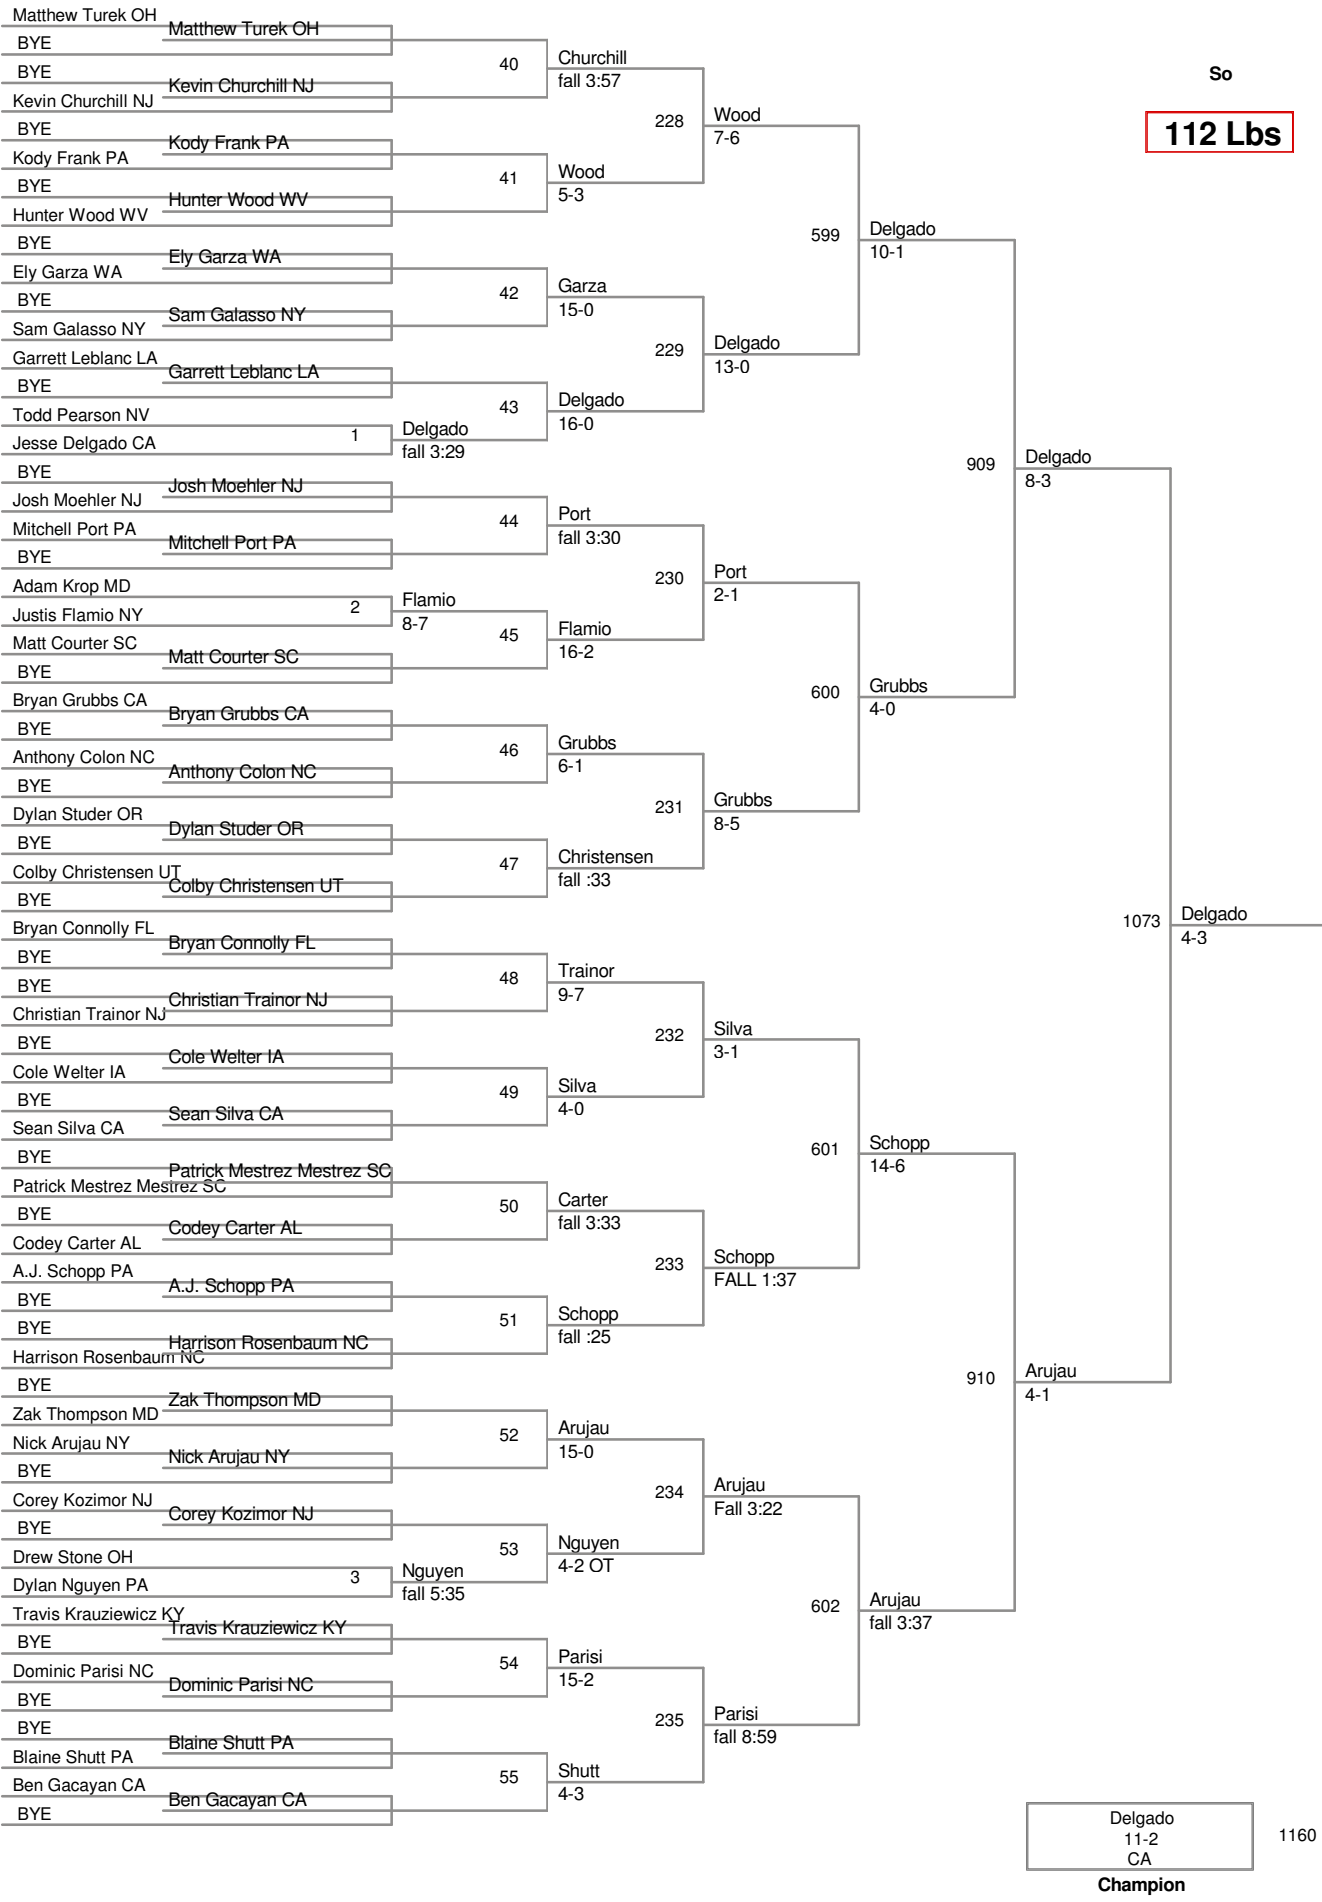 So
112 Lbs
Matthew Turek OH
BYE
Matthew Turek OH
BYE
Kevin Churchill NJ
Kevin Churchill NJ
40
Churchill
fall 3:57
BYE
Kody Frank PA
Kody Frank PA
BYE
Hunter Wood WV
Hunter Wood WV
41
Wood
5-3
228
Wood
7-6
BYE
Ely Garza WA
Ely Garza WA
BYE
Sam Galasso NY
Sam Galasso NY
42
Garza
15-0
Garrett Leblanc LA
BYE
Garrett Leblanc LA
Todd Pearson NV
Jesse Delgado CA
1
Delgado
fall 3:29
43
Delgado
16-0
229
Delgado
13-0
599
Delgado
10-1
BYE
Josh Moehler NJ
Josh Moehler NJ
Mitchell Port PA
BYE
Mitchell Port PA
44
Port
fall 3:30
Adam Krop MD
Justis Flamio NY
2
Flamio
8-7
Matt Courter SC
BYE
Matt Courter SC
45
Flamio
16-2
230
Port
2-1
Bryan Grubbs CA
BYE
Bryan Grubbs CA
Anthony Colon NC
BYE
Anthony Colon NC
46
Grubbs
6-1
Dylan Studer OR
BYE
Dylan Studer OR
Colby Christensen UT
BYE
Colby Christensen UT
47
Christensen
fall :33
231
Grubbs
8-5
600
Grubbs
4-0
909
Delgado
8-3
Bryan Connolly FL
BYE
Bryan Connolly FL
BYE
Christian Trainor NJ
Christian Trainor NJ
48
Trainor
9-7
BYE
Cole Welter IA
Cole Welter IA
BYE
Sean Silva CA
Sean Silva CA
49
Silva
4-0
232
Silva
3-1
BYE
Patrick Mestrez Mestrez SC
Patrick Mestrez Mestrez SC
BYE
Codey Carter AL
Codey Carter AL
50
Carter
fall 3:33
A.J. Schopp PA
BYE
A.J. Schopp PA
BYE
Harrison Rosenbaum NC
Harrison Rosenbaum NC
51
Schopp
fall :25
233
Schopp
FALL 1:37
601
Schopp
14-6
BYE
Zak Thompson MD
Zak Thompson MD
Nick Arujau NY
BYE
Nick Arujau NY
52
Arujau
15-0
Corey Kozimor NJ
BYE
Corey Kozimor NJ
Drew Stone OH
Dylan Nguyen PA
3
Nguyen
fall 5:35
53
Nguyen
4-2 OT
234
Arujau
Fall 3:22
Travis Krauziewicz KY
BYE
Travis Krauziewicz KY
Dominic Parisi NC
BYE
Dominic Parisi NC
54
Parisi
15-2
BYE
Blaine Shutt PA
Blaine Shutt PA
Ben Gacayan CA
BYE
Ben Gacayan CA
55
Shutt
4-3
235
Parisi
fall 8:59
602
Arujau
fall 3:37
910
Arujau
4-1
1073
Delgado
4-3
Delgado
11-2
CA
1160
Champion